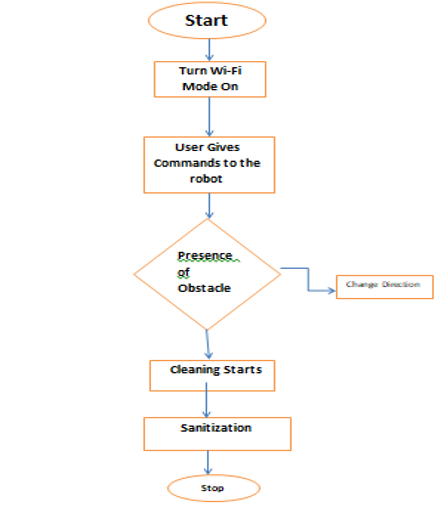 Start
Turn Wi-Fi
Mode On
User Gives
Commands to the
robot
Presence
of
Obstacle
Change Direction
Cleaning Starts
Sanitization
Stop